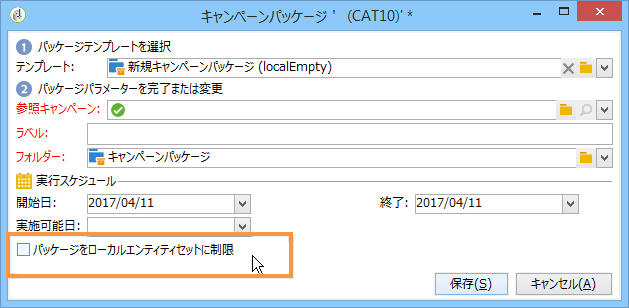 キャンペーンパッケージ ' (CAT10)' *
1 パッケージテンプレートを選択
テンプレート: 新規キャンペーンパッケージ (localEmpty)
2 パッケージパラメーターを完了または変更
参照キャンペーン:
ラベル:
フォルダー: キャンペーンパッケージ
実行スケジュール
開始日: 2017/04/11 終了: 2017/04/11
実施可能日:
パッケージをローカルエンティティセットに制限
保存(S) キャンセル(A)